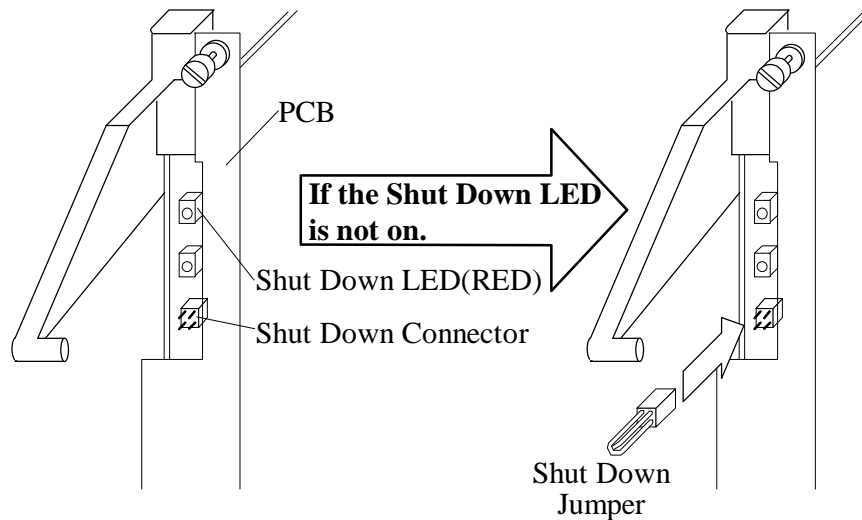 PCB
If the Shut Down LED
is not on.
Shut Down LED(RED)
Shut Down Connector
Shut Down
Jumper